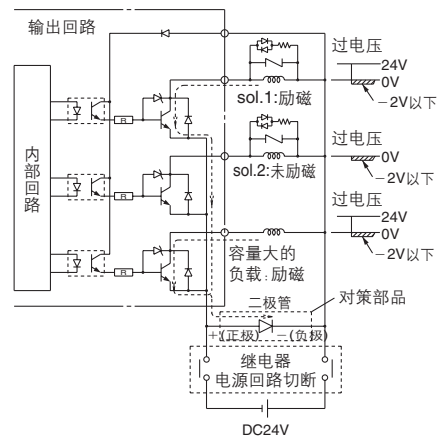 输出回路
过电压
24V
0V
−2V以下
sol.1:励磁
过电压
0V
−2V以下
sol.2:未励磁
内部回路
过电压
24V
0V
−2V以下
R
R
R
容量大的
负载:励磁
二极管
对策部品
+(正极) −(负极)
继电器
电源回路切断
DC24V